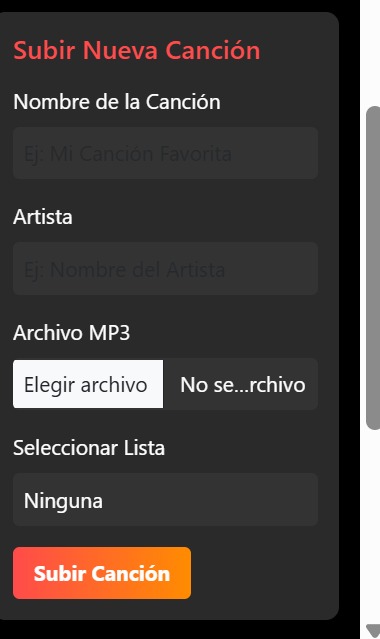 Subir Nueva Canción
Nombre de la Canción
Ej: Mi Canción Favorita
Artista
Ej: Nombre del Artista
Archivo MP3
Elegir archivo No se...rchivo
Seleccionar Lista
Ninguna
Subir Canción